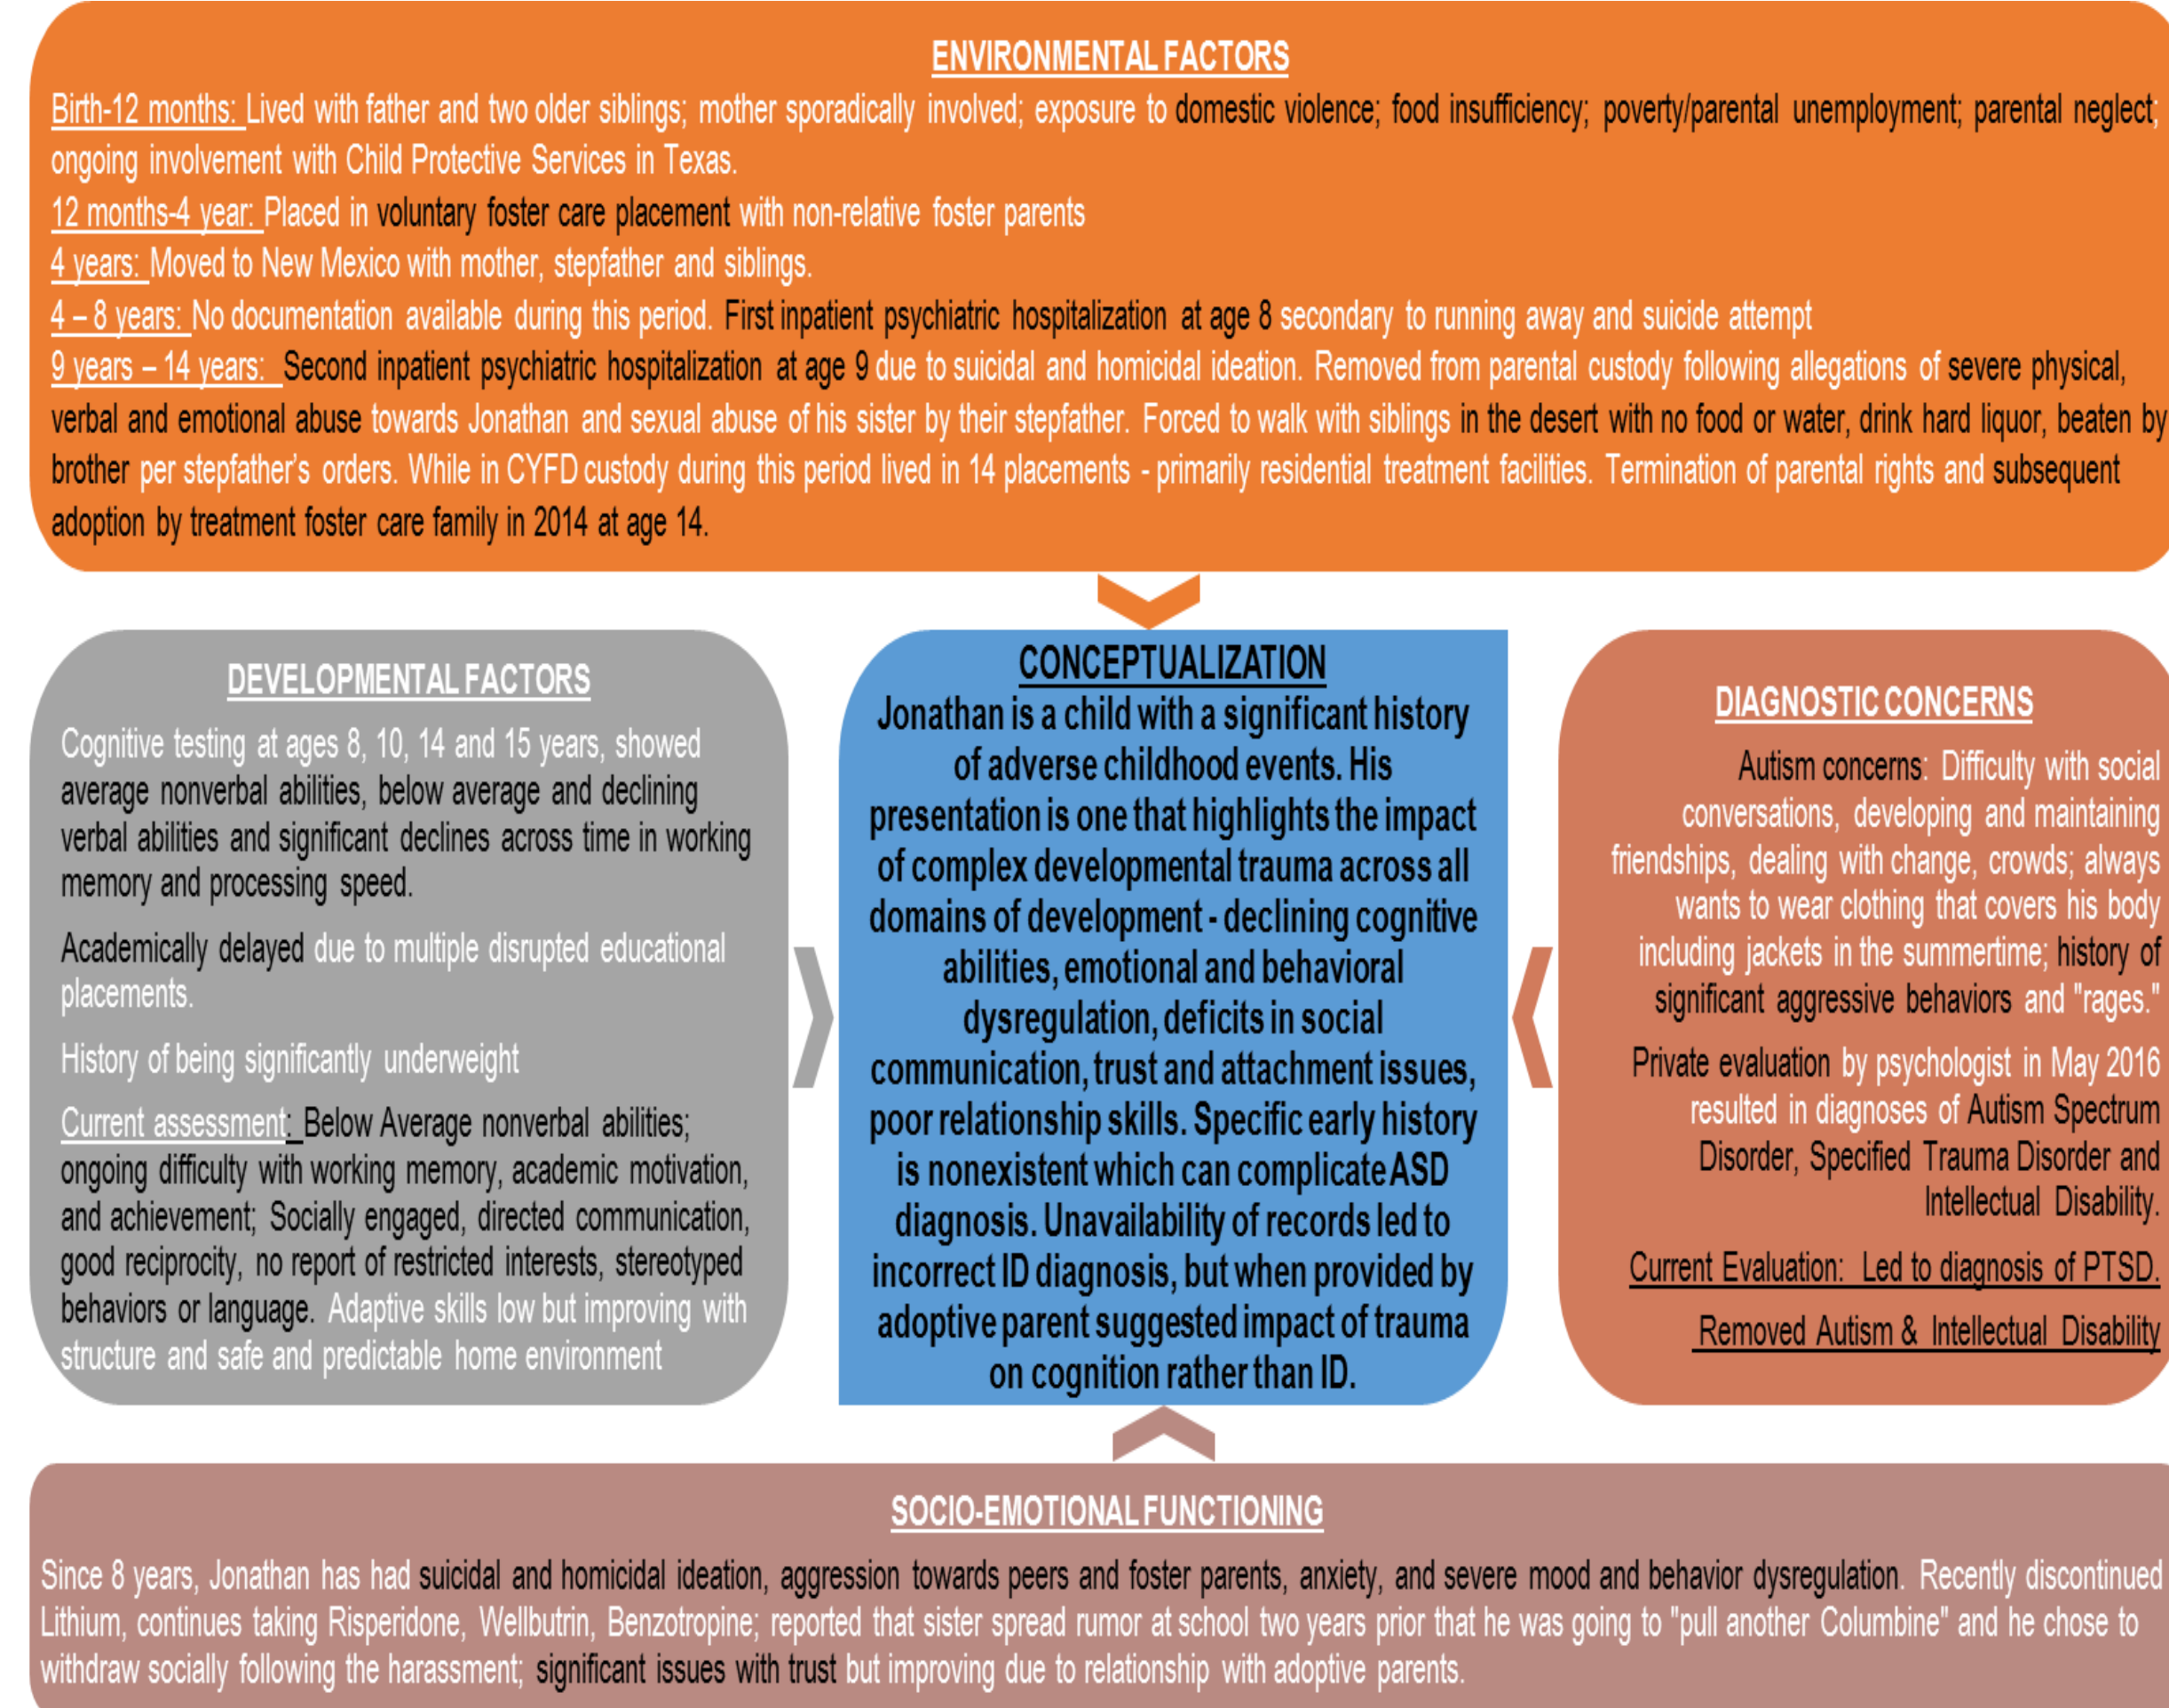 ENVIRONMENTAL FACTORS
Birth-12 months: Lived with father and two older siblings; mother sporadically involved; exposure to domestic violence; food insufficiency; poverty/parental unemployment; parental neglect;
ongoing involvement with Child Protective Services in Texas.
12 months-4 year: Placed in voluntary foster care placement with non-relative foster parents
4 years: Moved to New Mexico with mother, stepfather and siblings.
4 – 8 years: No documentation available during this period. First inpatient psychiatric hospitalization at age 8 secondary to running away and suicide attempt
9 years – 14 years: Second inpatient psychiatric hospitalization at age 9 due to suicidal and homicidal ideation. Removed from parental custody following allegations of severe physical,
verbal and emotional abuse towards Jonathan and sexual abuse of his sister by their stepfather. Forced to walk with siblings in the desert with no food or water, drink hard liquor, beaten by
brother per stepfather's orders. While in CYFD custody during this period lived in 14 placements - primarily residential treatment facilities. Termination of parental rights and subsequent
adoption by treatment foster care family in 2014 at age 14.
DEVELOPMENTAL FACTORS
Cognitive testing at ages 8, 10, 14 and 15 years, showed
average nonverbal abilities, below average and declining
verbal abilities and significant declines across time in working
memory and processing speed.
Academically delayed due to multiple disrupted educational
placements.
History of being significantly underweight
Current assessment: Below Average nonverbal abilities;
ongoing difficulty with working memory, academic motivation,
and achievement; Socially engaged, directed communication,
good reciprocity, no report of restricted interests, stereotyped
behaviors or language. Adaptive skills low but improving with
structure and safe and predictable home environment
CONCEPTUALIZATION
Jonathan is a child with a significant history
of adverse childhood events. His
presentation is one that highlights the impact
of complex developmental trauma across all
domains of development - declining cognitive
abilities, emotional and behavioral
dysregulation, deficits in social
communication, trust and attachment issues,
poor relationship skills. Specific early history
is nonexistent which can complicate ASD
diagnosis. Unavailability of records led to
incorrect ID diagnosis, but when provided by
adoptive parent suggested impact of trauma
on cognition rather than ID.
DIAGNOSTIC CONCERNS
Autism concerns: Difficulty with social
conversations, developing and maintaining
friendships, dealing with change, crowds; always
wants to wear clothing that covers his body
including jackets in the summertime; history of
significant aggressive behaviors and "rages."
Private evaluation by psychologist in May 2016
resulted in diagnoses of Autism Spectrum
Disorder, Specified Trauma Disorder and
Intellectual Disability.
Current Evaluation: Led to diagnosis of PTSD.
Removed Autism & Intellectual Disability
SOCIO-EMOTIONAL FUNCTIONING
Since 8 years, Jonathan has had suicidal and homicidal ideation, aggression towards peers and foster parents, anxiety, and severe mood and behavior dysregulation. Recently discontinued
Lithium, continues taking Risperidone, Wellbutrin, Benzotropine; reported that sister spread rumor at school two years prior that he was going to "pull another Columbine" and he chose to
withdraw socially following the harassment; significant issues with trust but improving due to relationship with adoptive parents.